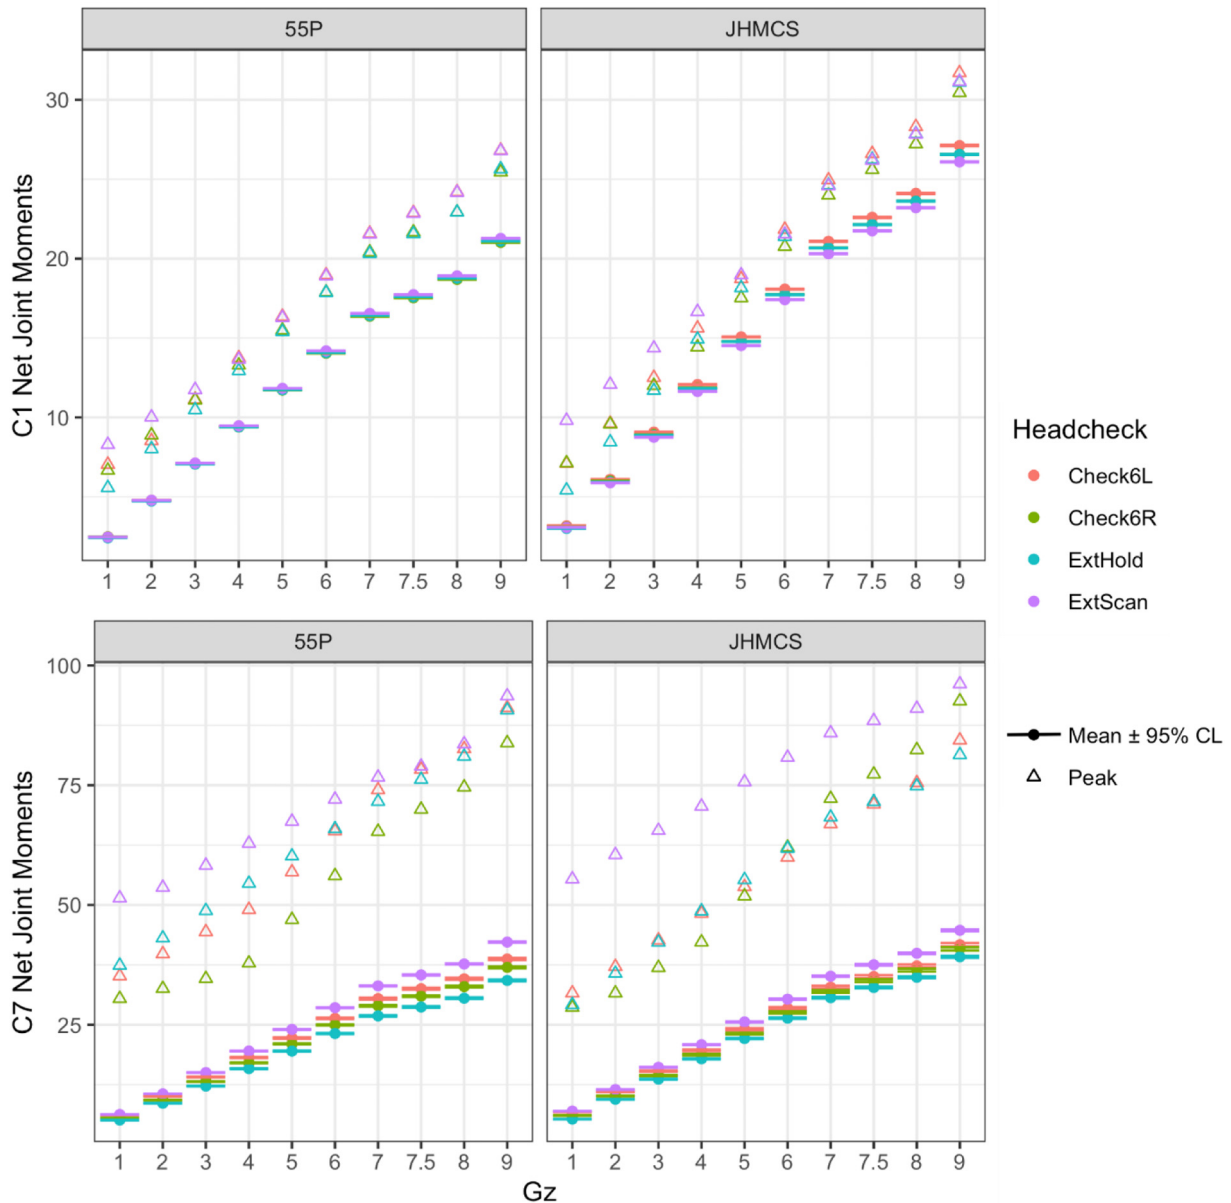 55P JHMCS
C1 Net Joint Moments
30
20
10
1 2 3 4 5 6 7 7.5 8 9 1 2 3 4 5 6 7 7.5 8 9
Headcheck
Check6L
Check6R
ExtHold
ExtScan
Mean ± 95% CL
Peak
55P JHMCS
C7 Net Joint Moments
100
75
50
25
1 2 3 4 5 6 7 7.5 8 9 1 2 3 4 5 6 7 7.5 8 9
Gz